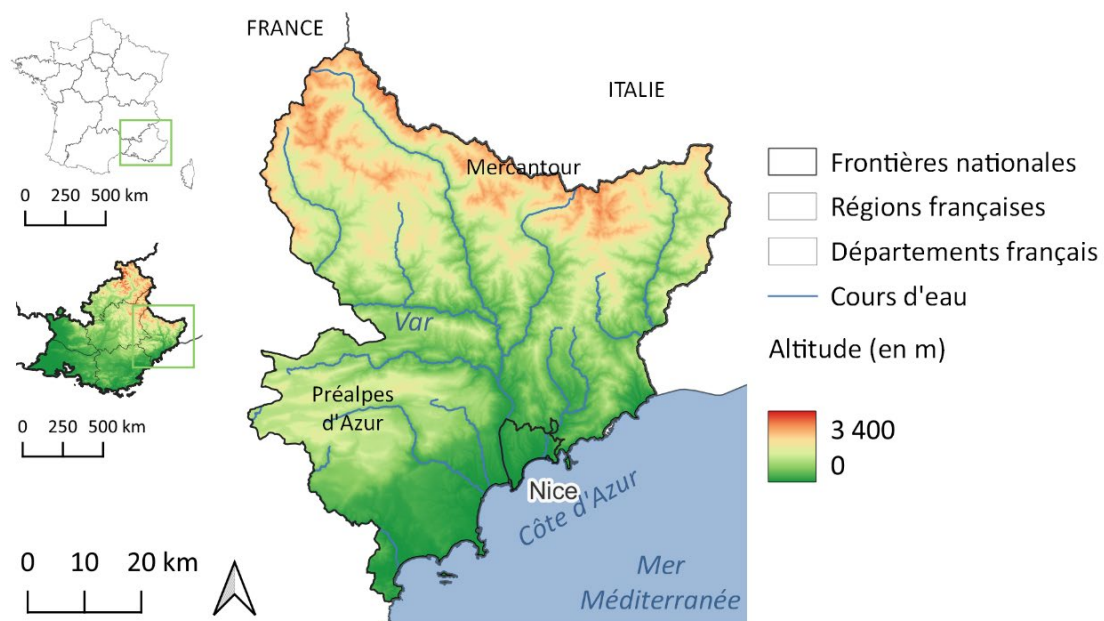 FRANCE
ITALIE
Mercantour
Var
Préalpes
d'Azur
Nice
Côte d'Azur
Mer
Méditerranée
0 250 500 km
0 250 500 km
0 10 20 km
Frontières nationales
Régions françaises
Départements français
Cours d'eau
Altitude (en m)
3 400
0